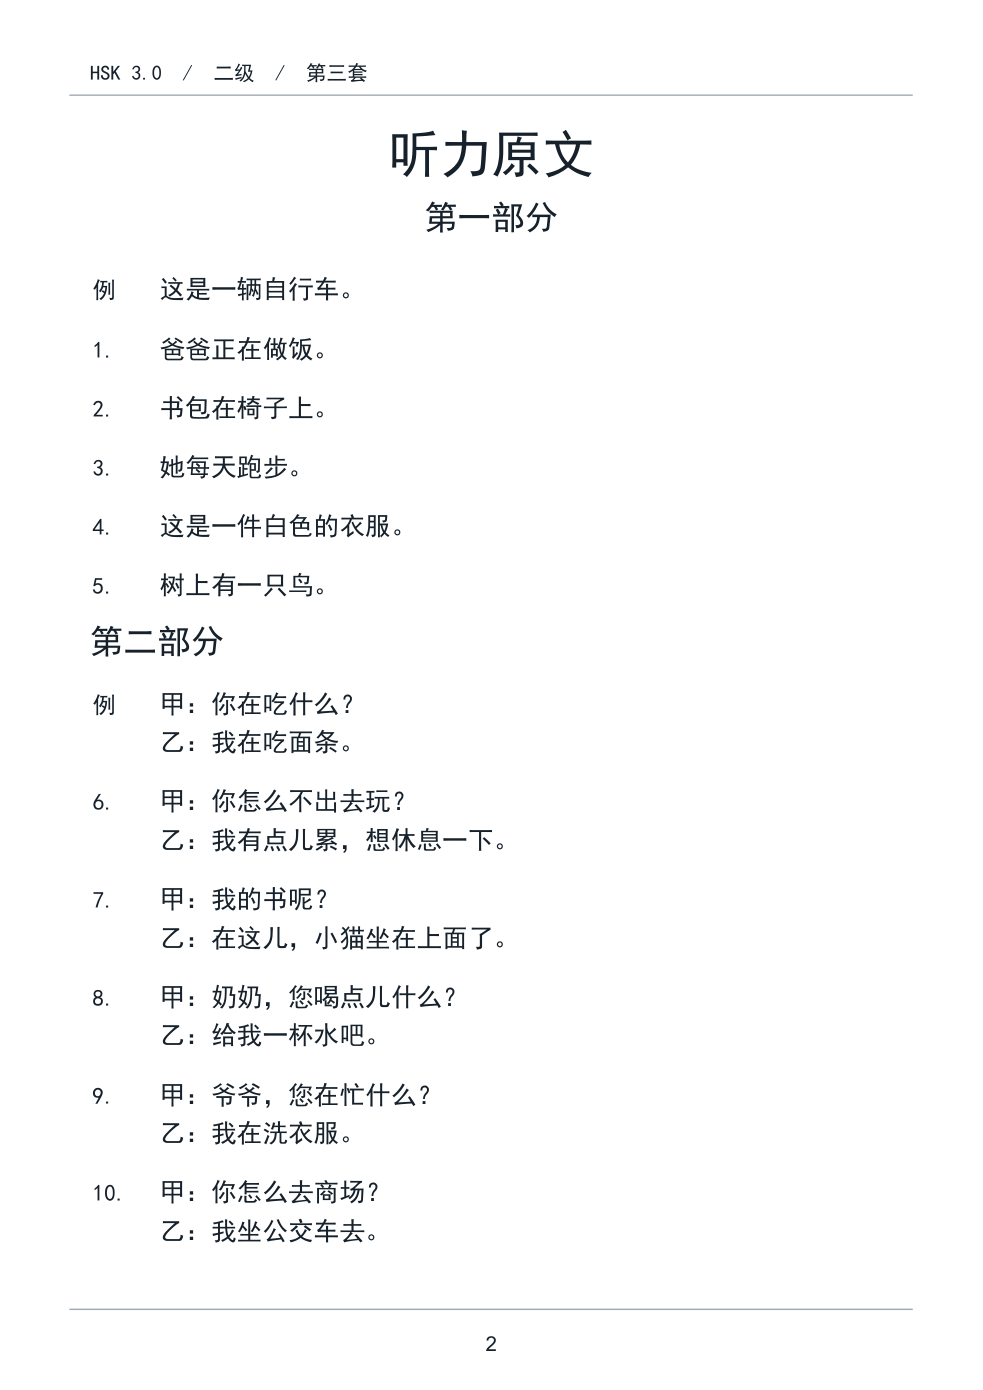 HSK 3.0 / 二级 / 第三套
听力原文
第一部分
例 这是一辆自行车。
1. 爸爸正在做饭。
2. 书包在椅子上。
3. 她每天跑步。
4. 这是一件白色的衣服。
5. 树上有一只鸟。
第二部分
例 甲：你在吃什么？
乙：我在吃面条。
6. 甲：你怎么不出去玩？
乙：我有点儿累，想休息一下。
7. 甲：我的书呢？
乙：在这儿，小猫坐在上面了。
8. 甲：奶奶，您喝点儿什么？
乙：给我一杯水吧。
9. 甲：爷爷，您在忙什么？
乙：我在洗衣服。
10. 甲：你怎么去商场？
乙：我坐公交车去。
2